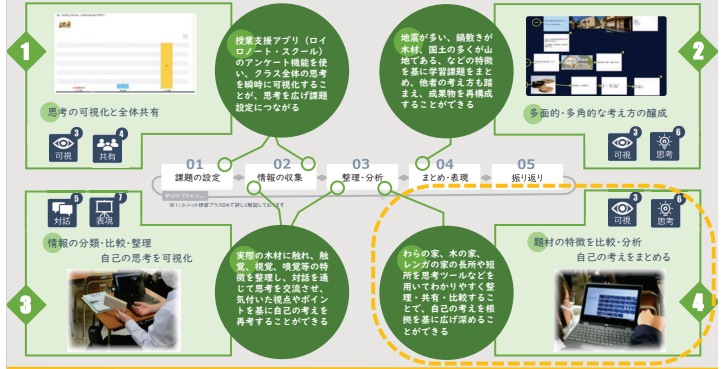 1
思考の可視化と全体共有
3
可視
4
共有
授業支援アプリ（ロイ
ロノート・スクール）
のアンケート機能を使
い、クラス全体の思考
を瞬時に可視化するこ
とが、思考を広げ課題
設定につながる
地震が多い、鍋敷きが
木材、国土の多くが山
地である、などの特徴
を基に学習課題をまと
め、他者の考え方も踏
まえ、成果物を再構成
することができる
2
多面的・多角的な考え方の醸成
3
可視
6
思考
01
課題の設定
02
情報の収集
03
整理・分析
04
まとめ・表現
05
振り返り
5
対話
7
表現
情報の分類・比較・整理
自己の思考を可視化
3
実際の木材に触れ、触
覚、視覚、嗅覚等の特
徴を整理し、対話を通
じて思考を交流させ、
気付いた視点やポイン
トを基に自己の考えを
再考することができる
わらの家、木の家、
レンガの家の長所や短
所を思考ツールなどを
用いてわかりやすく整
理・共有・比較するこ
とで、自己の考えを根
拠を基に広げ深めるこ
とができる
3
可視
6
思考
題材の特徴を比較・分析
自己の考えをまとめる
4